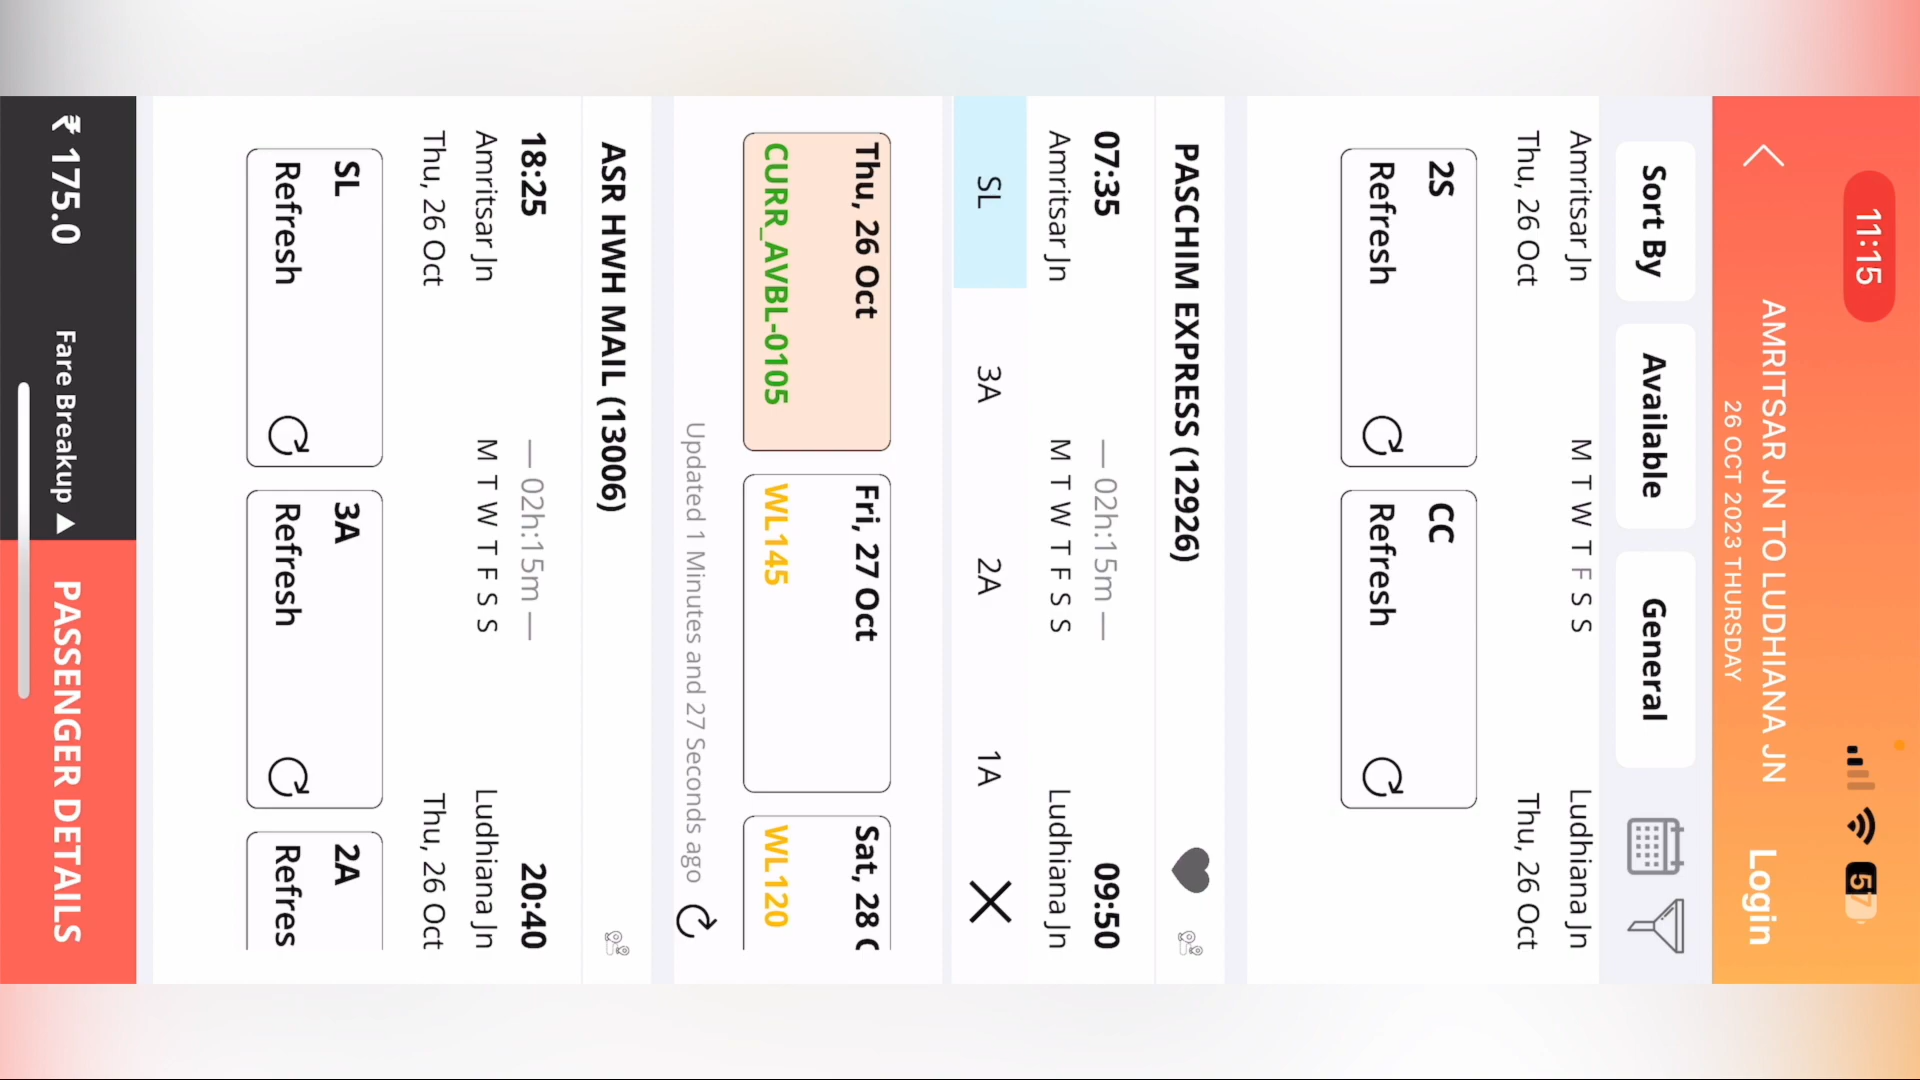 11:15
57
AMRITSAR JN TO LUDHIANA JN
26 OCT 2023 THURSDAY
Login
Sort By
Available
General
Amritsar Jn M T W T F S S Ludhiana Jn
Thu, 26 Oct Thu, 26 Oct
2S
Refresh
CC
Refresh
PASCHIM EXPRESS (12926)
07:35 — 02h:15m — 09:50
Amritsar Jn M T W T F S S Ludhiana Jn
SL 3A 2A 1A
Thu, 26 Oct
CURR_AVBL-0105
Fri, 27 Oct
WL145
Sat, 28
WL120
Updated 1 Minutes and 27 Seconds ago
ASR HWH MAIL (13006)
18:25 — 02h:15m — 20:40
Amritsar Jn M T W T F S S Ludhiana Jn
Thu, 26 Oct Thu, 26 Oct
SL
Refresh
3A
Refresh
2A
Refres
₹ 175.0
Fare Breakup
PASSENGER DETAILS